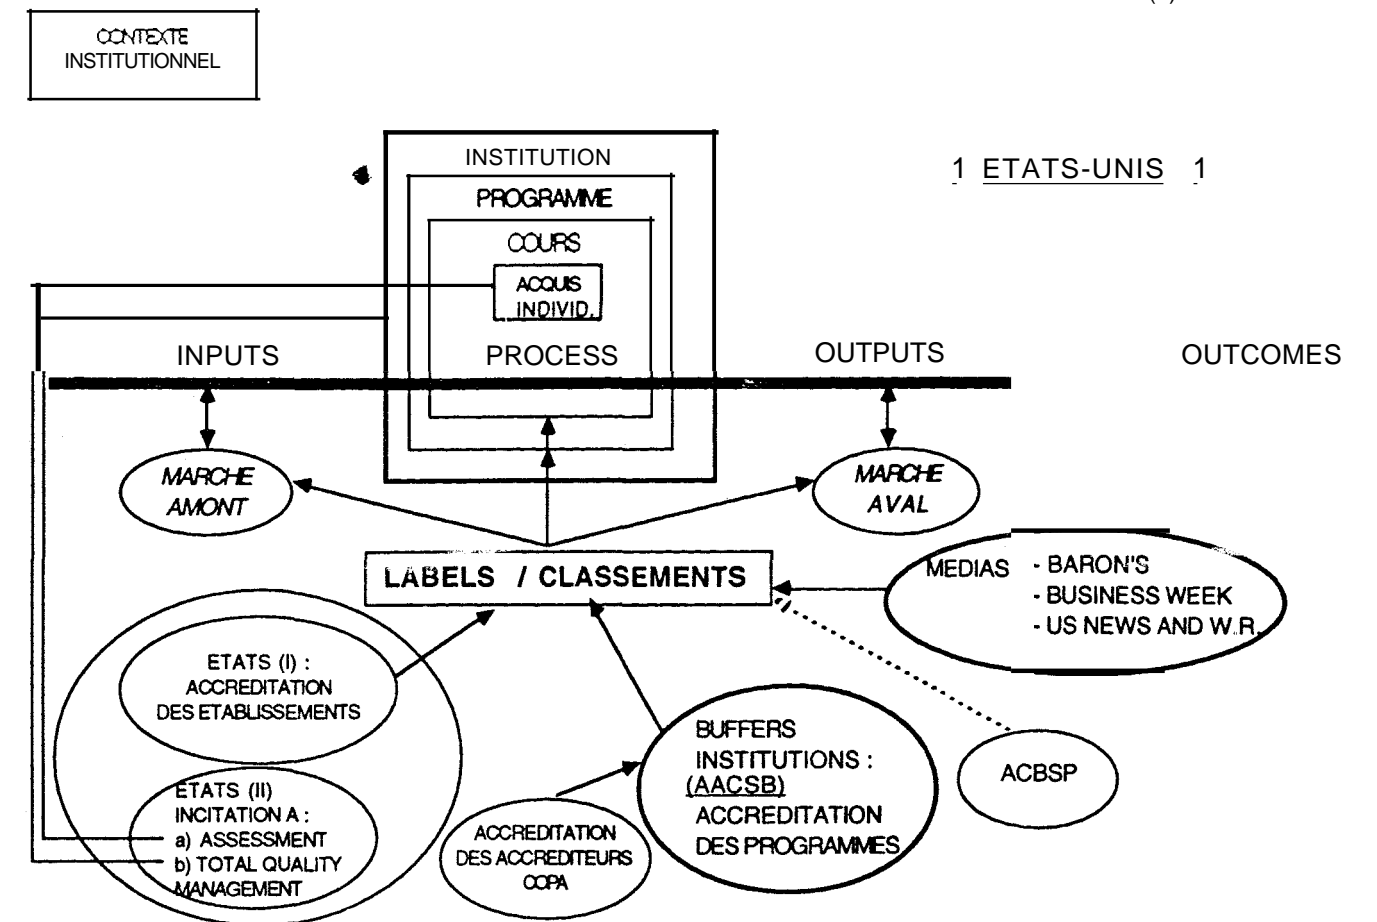 CONTEXTE
INSTITUTIONNEL
1 ETATS-UNIS 1
INSTITUTION
PROGRAMME
COURS
ACQUIS
INDIVID.
INPUTS
PROCESS
OUTPUTS
OUTCOMES
MARCHE
AMONT
MARCHE
AVAL
LABELS / CLASSEMENTS
MEDIAS - BARON'S
- BUSINESS WEEK
- US NEWS AND W.R.
ETATS (I) :
ACCREDITATION
DES ETABLISSEMENTS
ETATS (II)
INCITATION A :
a) ASSESSMENT
b) TOTAL QUALITY
MANAGEMENT
ACCREDITATION
DES ACCREDITEURS
COPA
BUFFERS
INSTITUTIONS :
(AACSB)
ACCREDITATION
DES PROGRAMMES
ACBSP